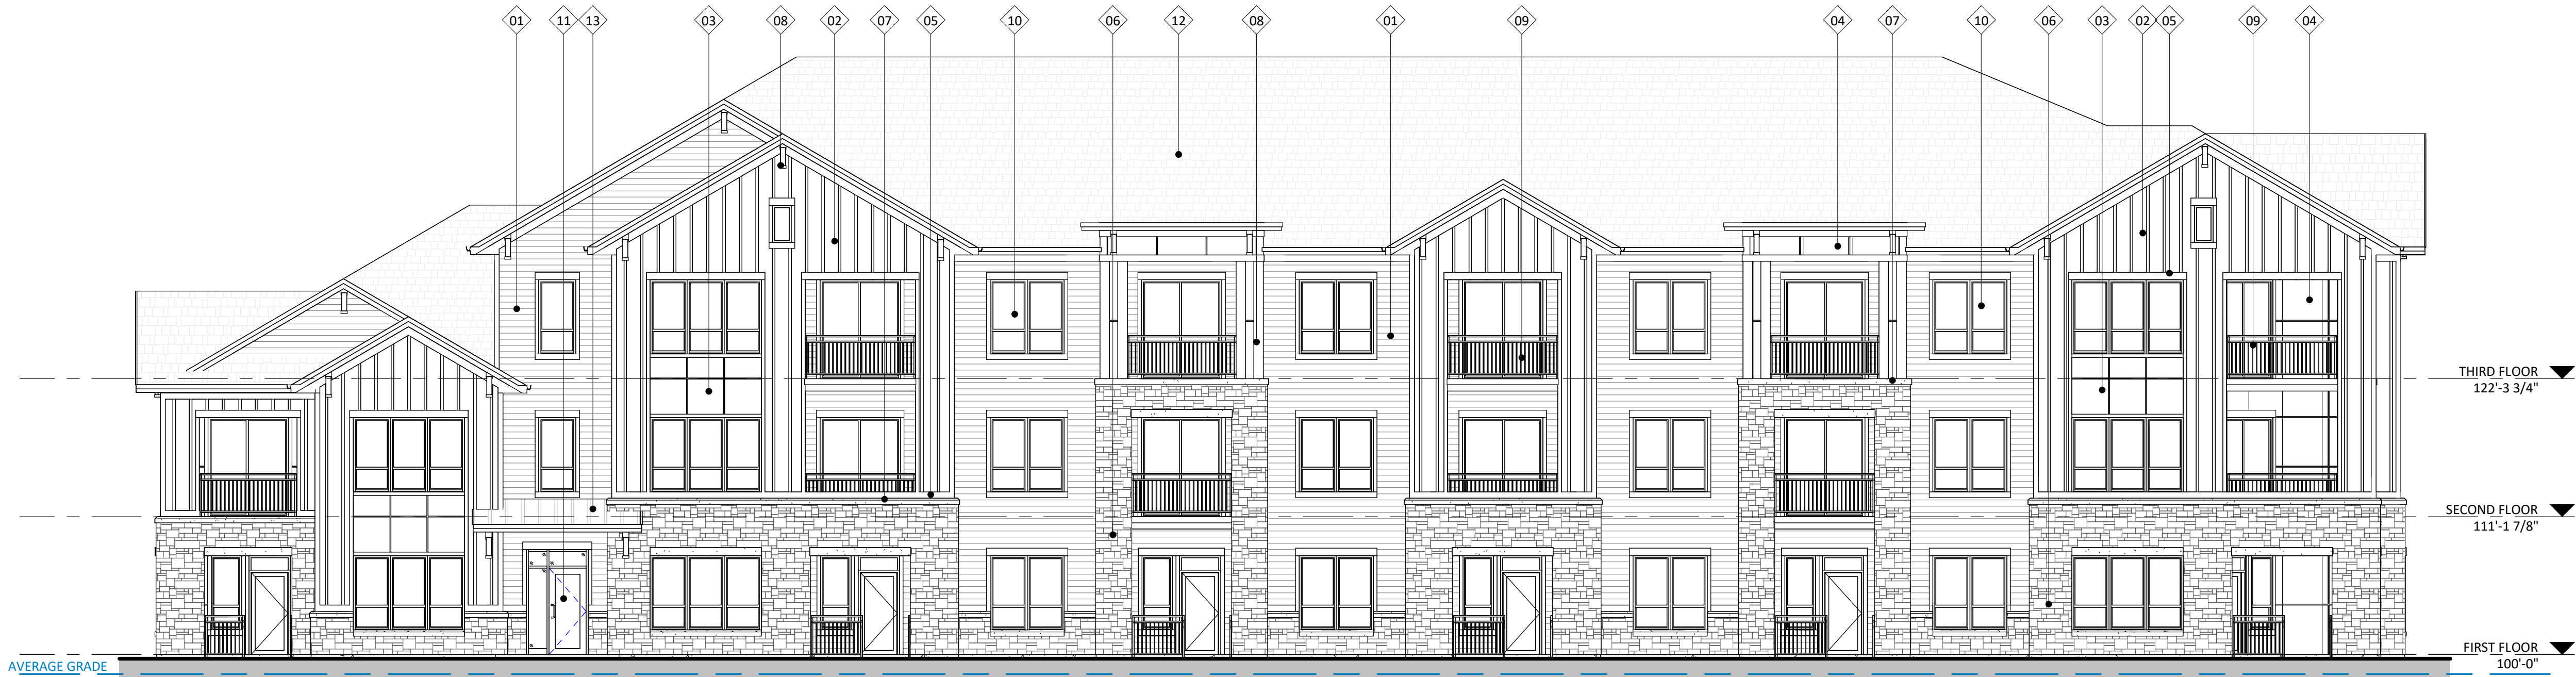 01 11 13 03 08 02 07 05 10 06 12 08 01 09 04 07 10 06 03 02 05 09 04
THIRD FLOOR
122'-3 3/4"
SECOND FLOOR
111'-1 7/8"
FIRST FLOOR
100'-0"
AVERAGE GRADE